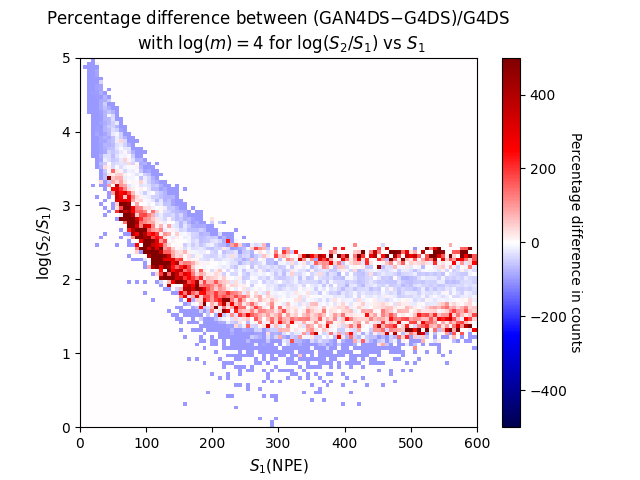 Percentage difference between (GAN4DS−G4DS)/G4DS
with log(m) = 4 for log(S₂/S₁) vs S₁
5
4
3
2
1
0
log(S₂/S₁)
0 100 200 300 400 500 600
S₁(NPE)
400
200
0
−200
−400
Percentage difference in counts